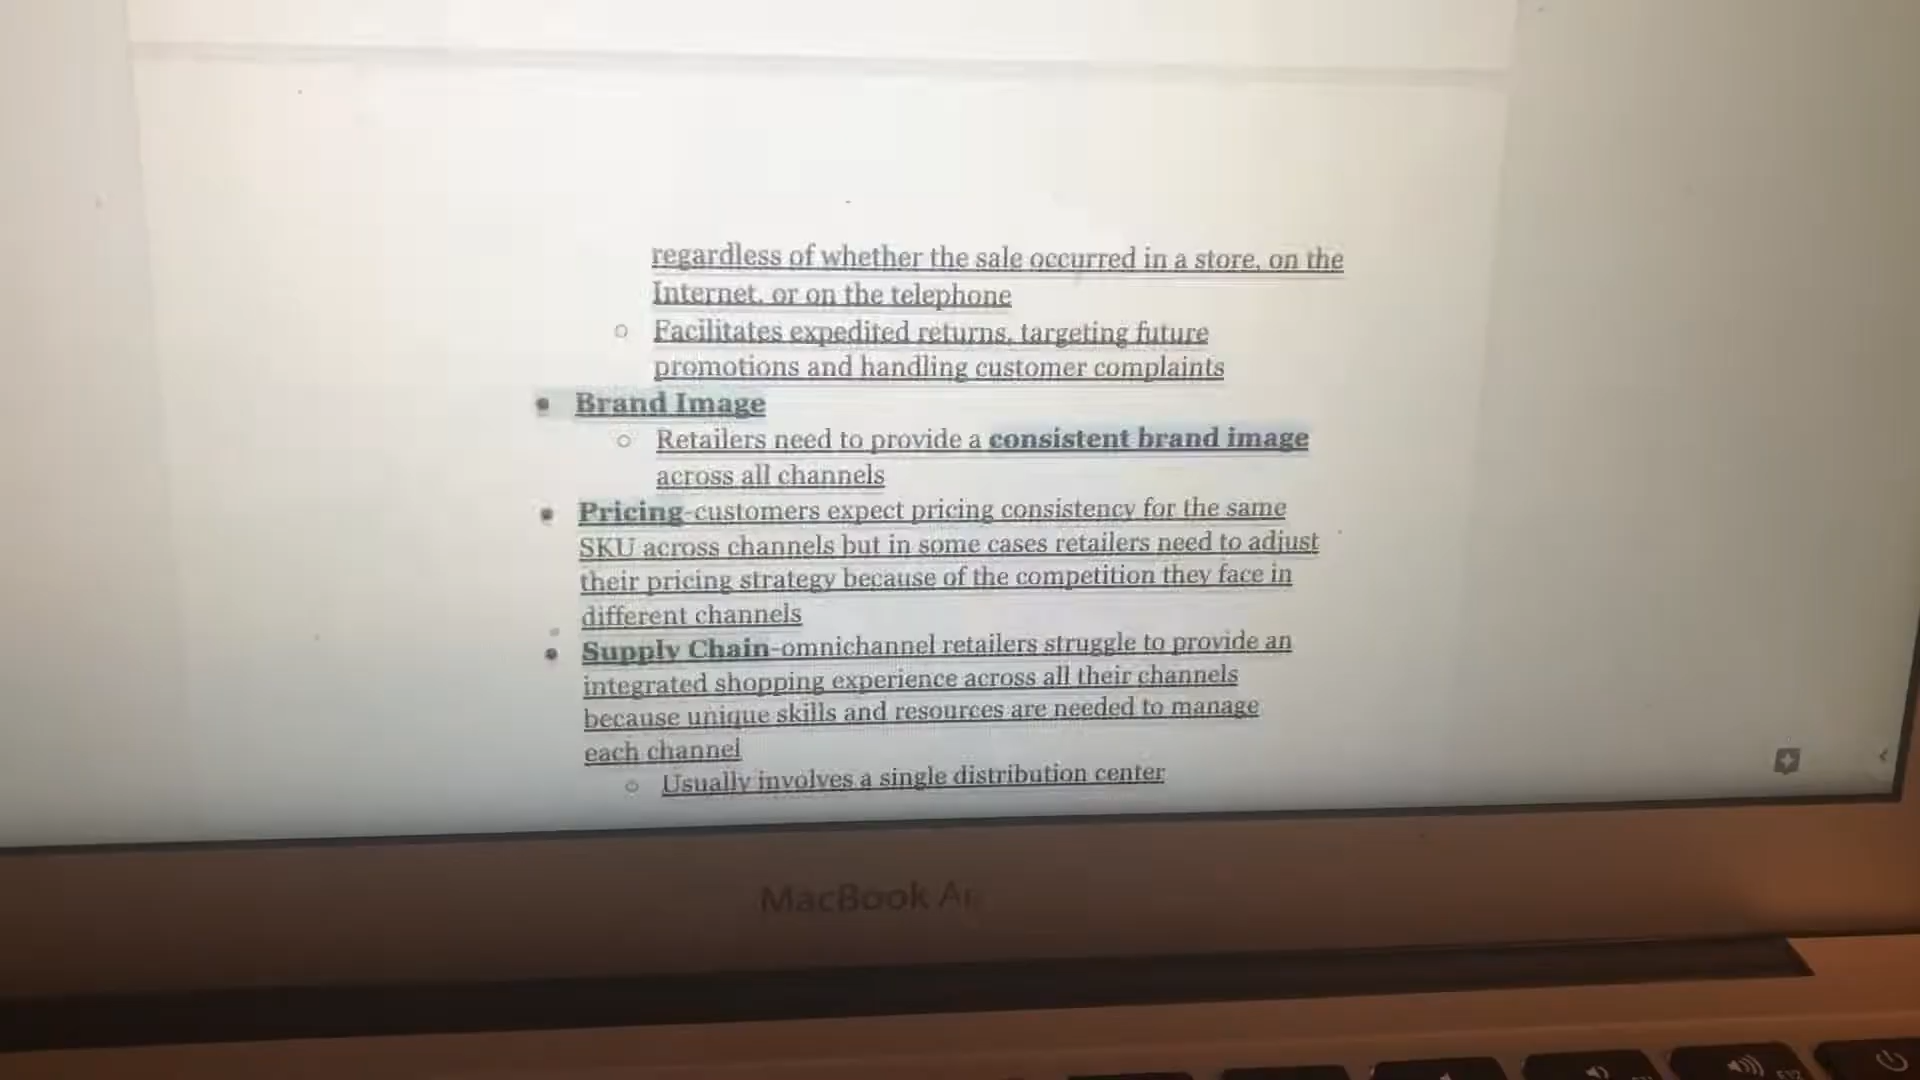 regardless of whether the sale occurred in a store, on the
Internet, or on the telephone
Facilitates expedited returns, targeting future
promotions and handling customer complaints
Brand Image
Retailers need to provide a consistent brand image
across all channels
Pricing-customers expect pricing consistency for the same
SKU across channels but in some cases retailers need to adjust
their pricing strategy because of the competition they face in
different channels
Supply Chain-omnichannel retailers struggle to provide an
integrated shopping experience across all their channels
because unique skills and resources are needed to manage
each channel
Usually involves a single distribution center
MacBook